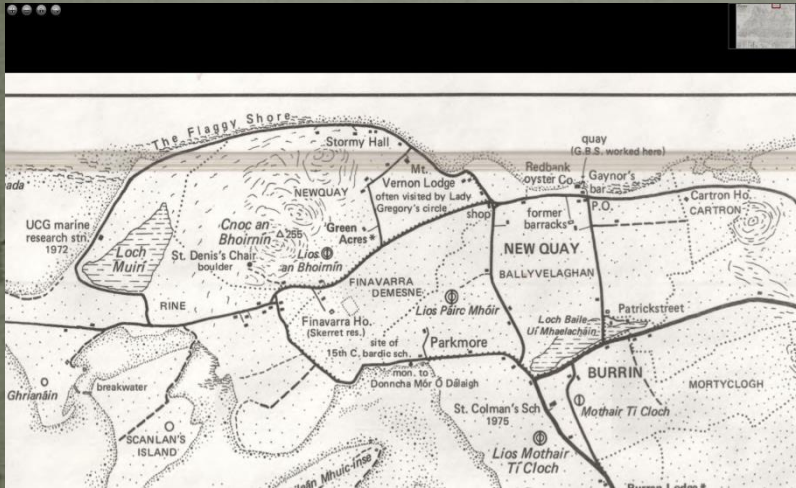 The Flaggy Shore
Stormy Hall
quay
(G.B.S. worked here)
Mt.
Vernon Lodge
often visited by Lady
Gregory's circle
Redbank
oyster Co.
Gaynor's
bar
P.O.
Cartron Ho.
CARTRON
NEWQUAY
shop
former
barracks
UCG marine
research stn.
1972
Cnoc an
Bhoirnín
255
Green
Acres
NEW QUAY
Loch
Muirí
St. Denis's Chair
boulder
Lios
an Bhoirnín
BALLYVELAGHAN
FINAVARRA
DEMESNE
RINE
Lios Páirc Mhóir
Finavarra Ho.
(Skerret res.)
Loch Baile
Uí Mhaelacháin
Patrickstreet
site of
15th C. bardic sch.
Parkmore
mon. to
Donncha Mór Ó Dálaigh
BURRIN
MORTYCLOGH
breakwater
Ghrianáin
St. Colman's Sch
1975
Mothair Tí Cloch
SCANLAN'S
ISLAND
Lios Mothair
Tí Cloch